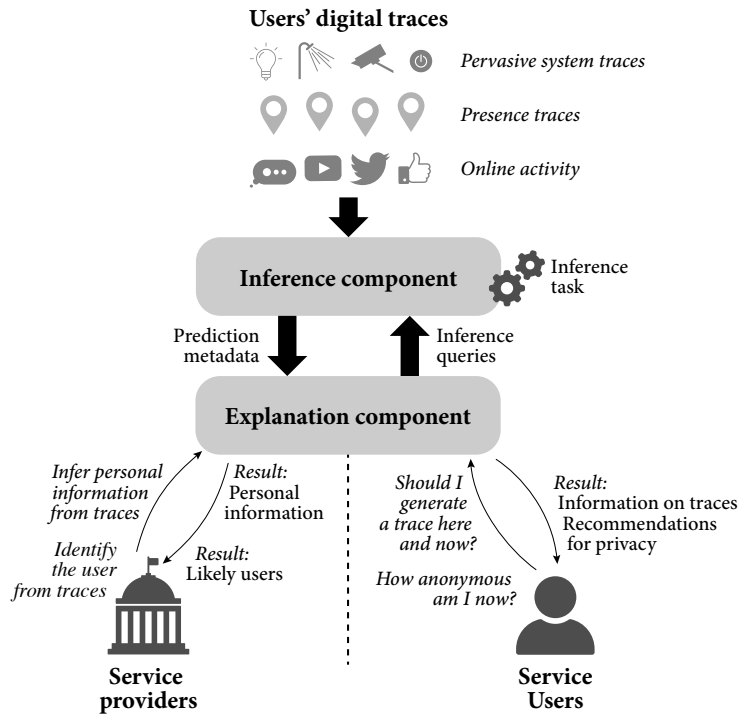 Users' digital traces
Pervasive system traces
Presence traces
Online activity
Inference component
Inference
task
Prediction
metadata
Inference
queries
Explanation component
Infer personal
information
from traces
Result:
Personal
information
Identify
the user
from traces
Result:
Likely users
Should I
generate
a trace here
and now?
How anonymous
am I now?
Result:
Information on traces
Recommendations
for privacy
Service
providers
Service
Users